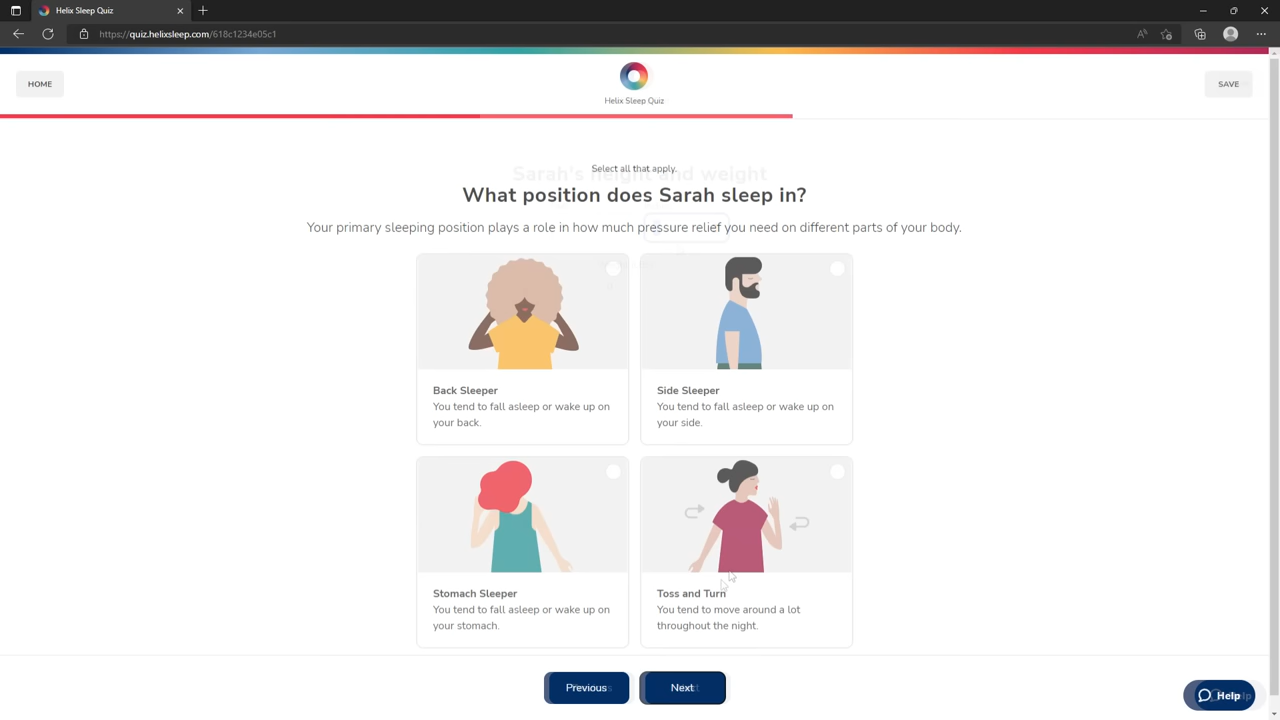 Helix Sleep Quiz
https://quiz.helixsleep.com/618c1234e05c1
HOME
Helix Sleep Quiz
SAVE
Select all that apply.
Sarah's height and weight
What position does Sarah sleep in?
Your primary sleeping position plays a role in how much pressure relief you need on different parts of your body.
Back Sleeper
You tend to fall asleep or wake up on
your back.
Side Sleeper
You tend to fall asleep or wake up on
your side.
Stomach Sleeper
You tend to fall asleep or wake up on
your stomach.
Toss and Turn
You tend to move around a lot
throughout the night.
Previous
Next
Help